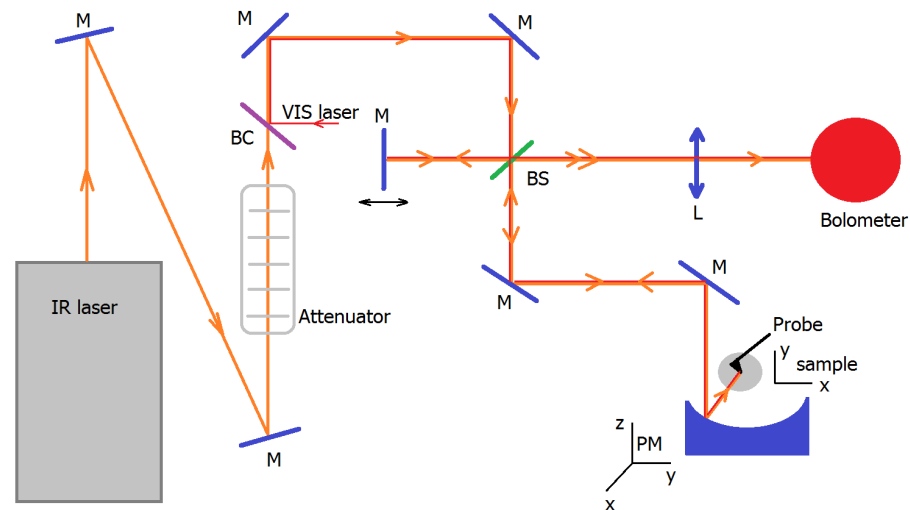 M
M
M
VIS laser
M
BC
BS
L
Bolometer
IR laser
Attenuator
M
M
Probe
y
sample
x
M
z
PM
y
x